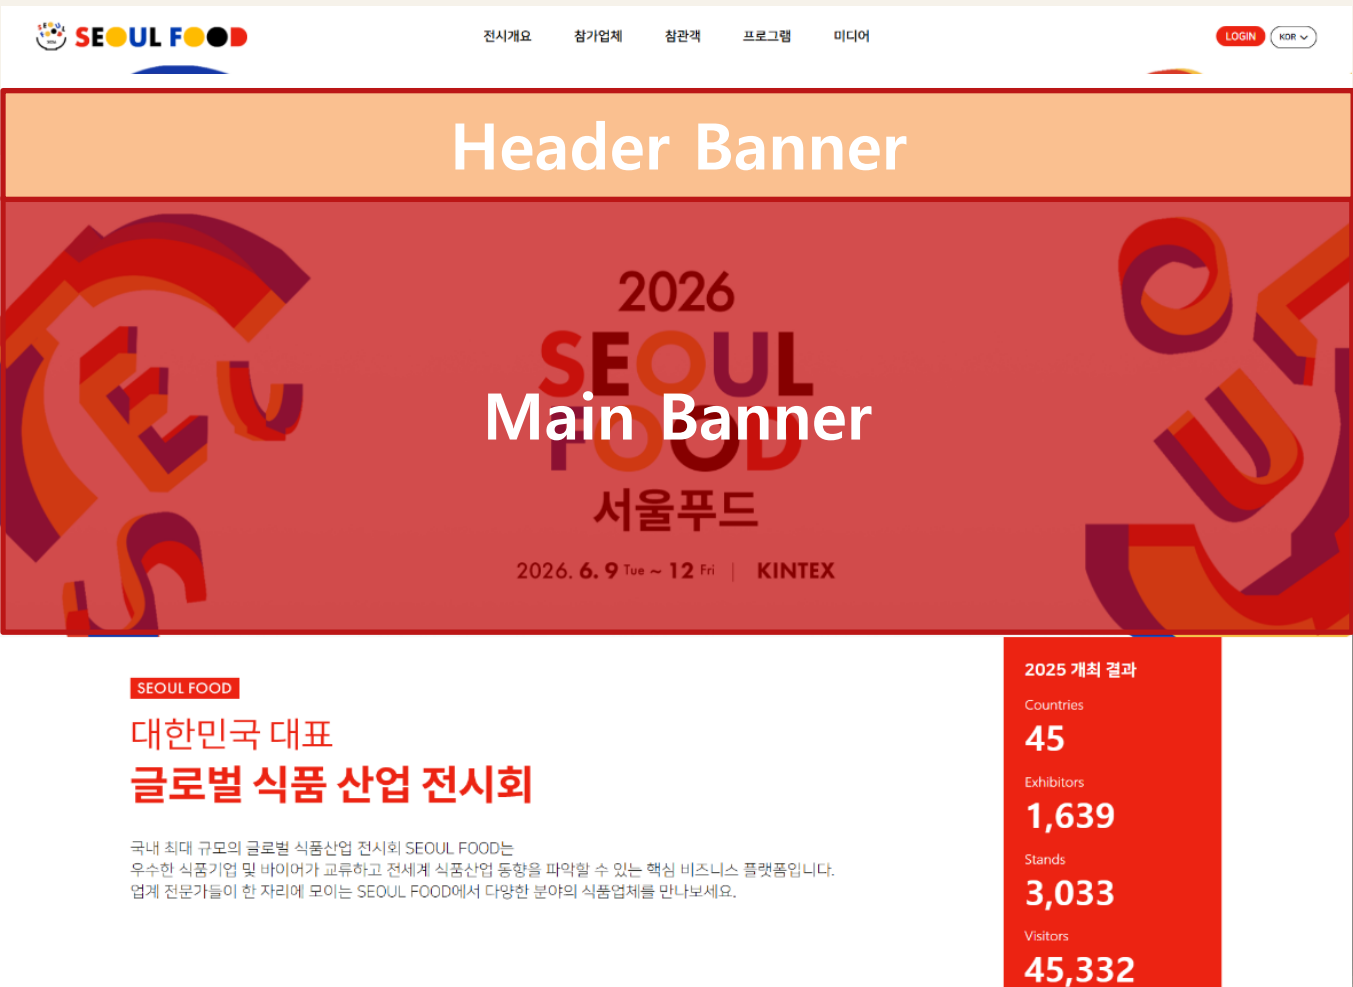 SEOUL FOOD
전시개요 참가업체 참관객 프로그램 미디어
LOGIN KOR
Header Banner
2026
SEOUL
FOOD
Main Banner
서울푸드
2026. 6. 9 Tue ~ 12 Fri | KINTEX
SEOUL
FOOD
SEOUL FOOD
대한민국 대표
글로벌 식품 산업 전시회
국내 최대 규모의 글로벌 식품산업 전시회 SEOUL FOOD는
우수한 식품기업 및 바이어가 교류하고 전세계 식품산업 동향을 파악할 수 있는 핵심 비즈니스 플랫폼입니다.
업계 전문가들이 한 자리에 모이는 SEOUL FOOD에서 다양한 분야의 식품업체를 만나보세요.
2025 개최 결과
Countries
45
Exhibitors
1,639
Stands
3,033
Visitors
45,332